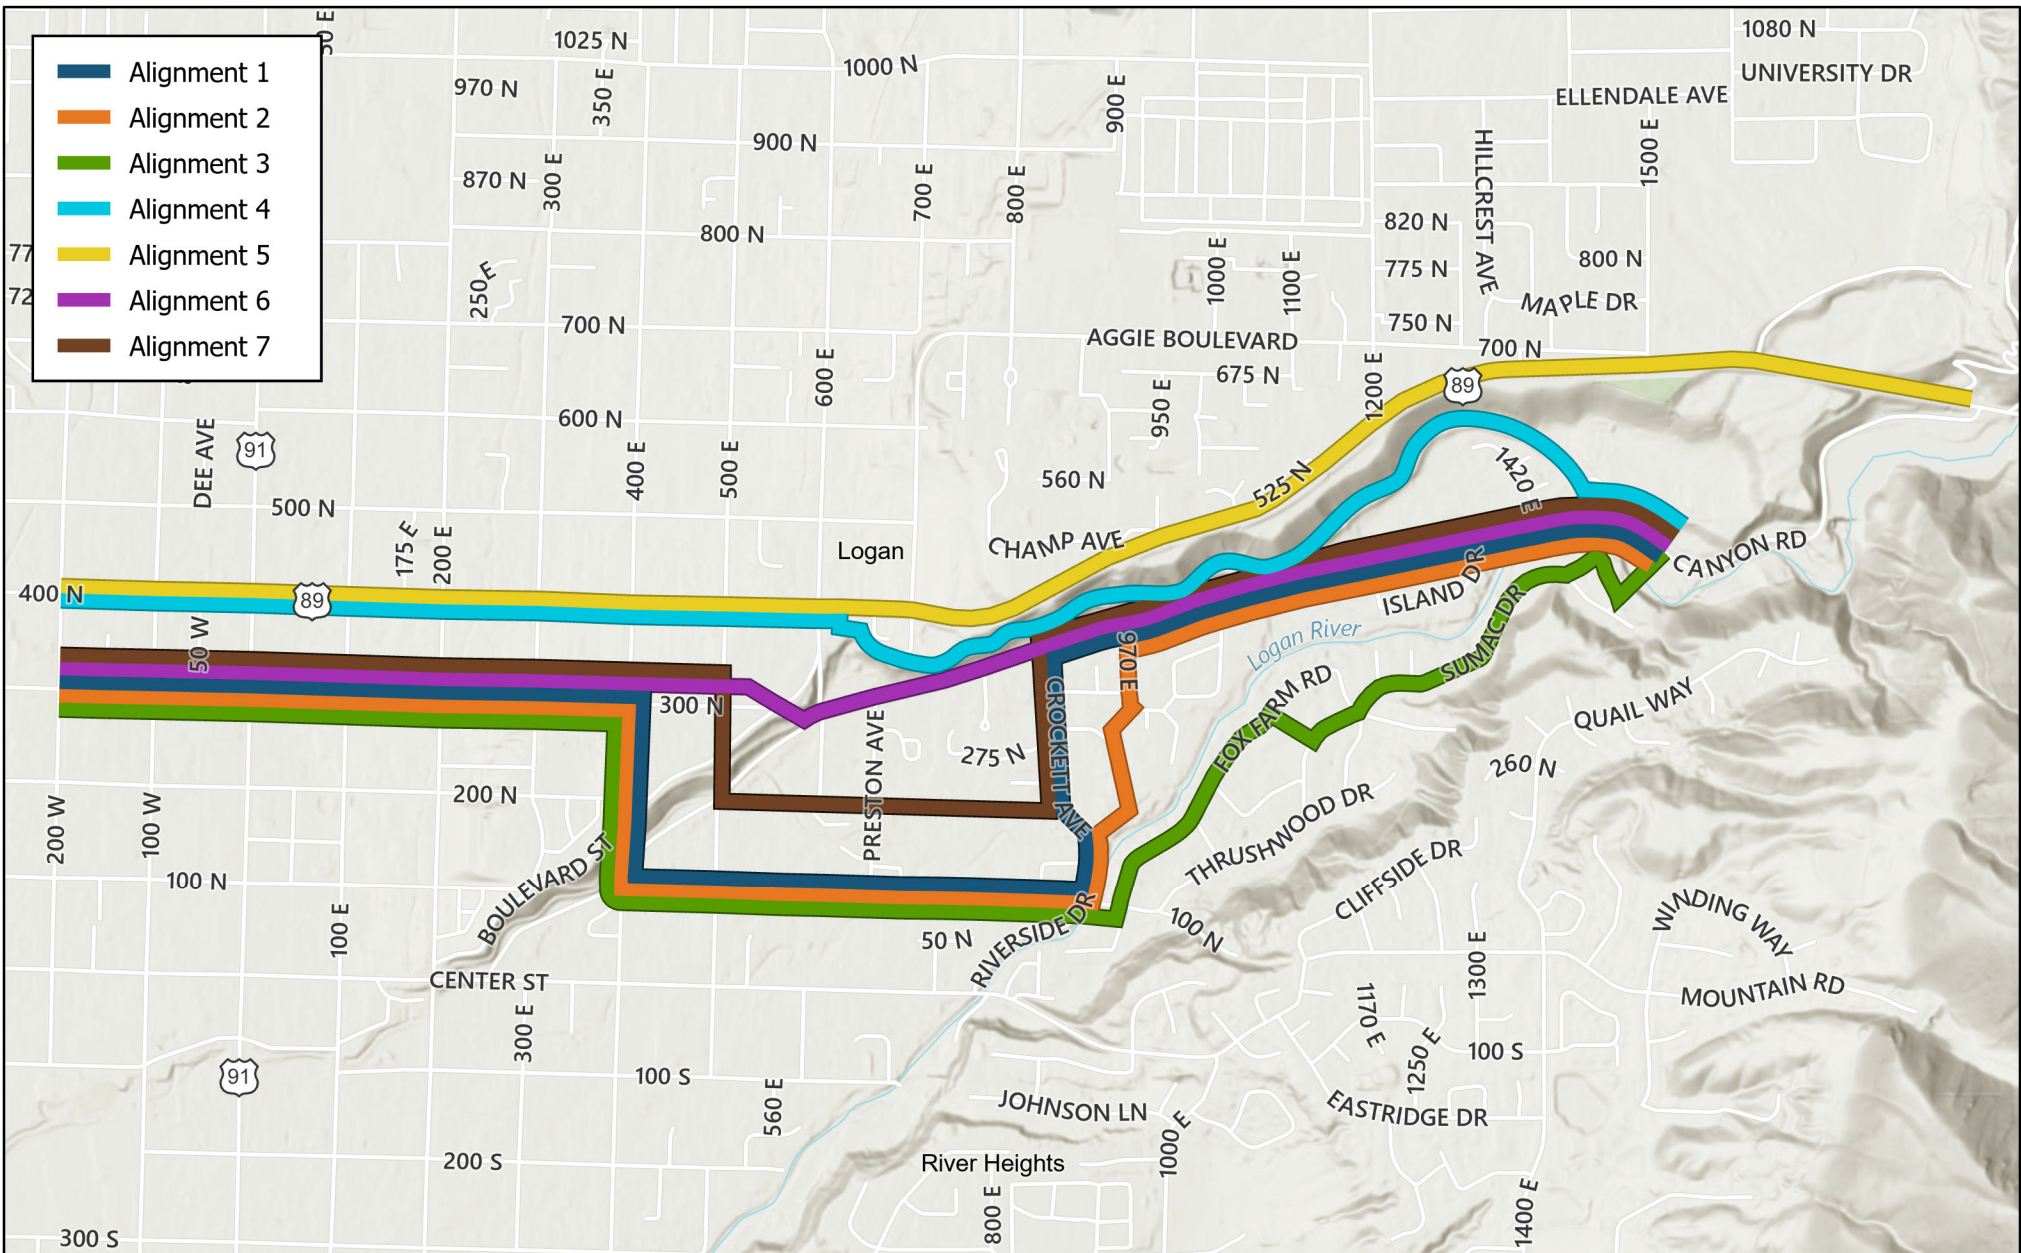 Alignment 1
Alignment 2
Alignment 3
Alignment 4
Alignment 5
Alignment 6
Alignment 7
1025 N
1080 N
1000 N
UNIVERSITY DR
970 N
350 E
900 E
ELLENDALE AVE
900 N
HILLCREST AVE
1500 E
870 N
300 E
700 E
800 E
800 N
820 N
1000 E
1100 E
775 N
800 N
250 E
MAPLE DR
700 N
750 N
AGGIE BOULEVARD
700 N
600 E
675 N
1200 E
89
950 E
600 N
DEE AVE
91
400 E
500 E
560 N
525 N
1420 E
500 N
175 E
200 E
Logan
CHAMP AVE
CANYON RD
400 N
89
50 W
ISLAND DR
Logan River
970 E
SUMAC DR
300 N
CROCKETT AVE
FOX FARM RD
QUAIL WAY
PRESTON AVE
275 N
260 N
200 N
200 W
100 W
THRUSHWOOD DR
BOULEVARD ST
CLIFFSIDE DR
100 N
100 E
WINDING WAY
50 N
RIVERSIDE DR
100 N
1300 E
CENTER ST
MOUNTAIN RD
300 E
1170 E
1250 E
100 S
91
100 S
560 E
JOHNSON LN
EASTRIDGE DR
1000 E
200 S
River Heights
800 E
1400 E
300 S